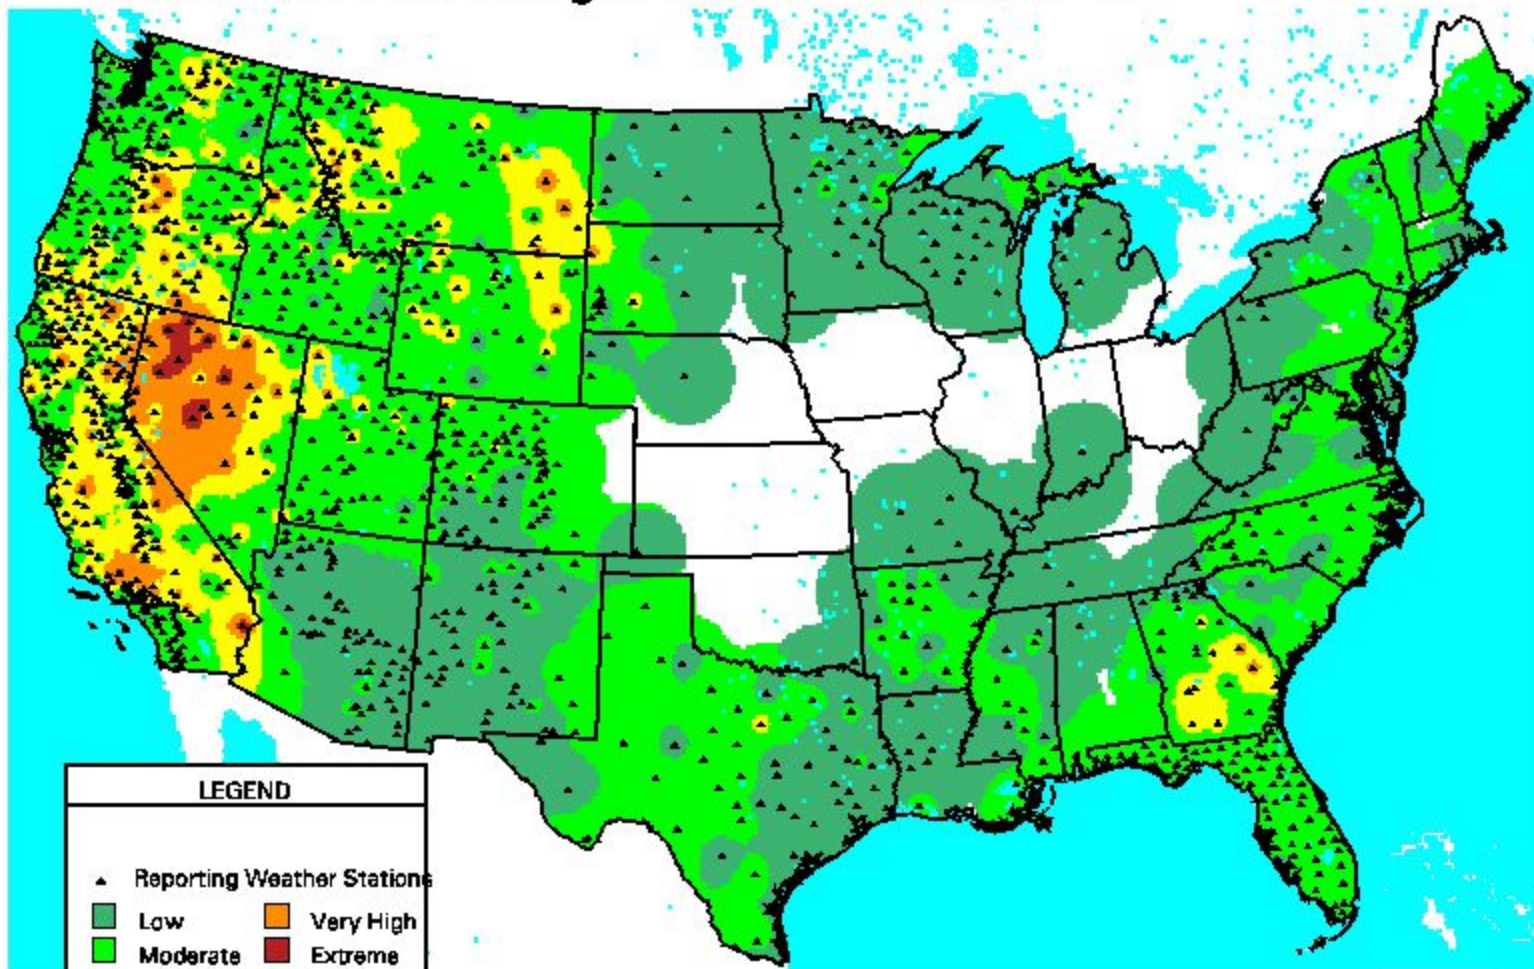 LEGEND
Reporting Weather Stations
Low
Very High
Moderate
Extreme